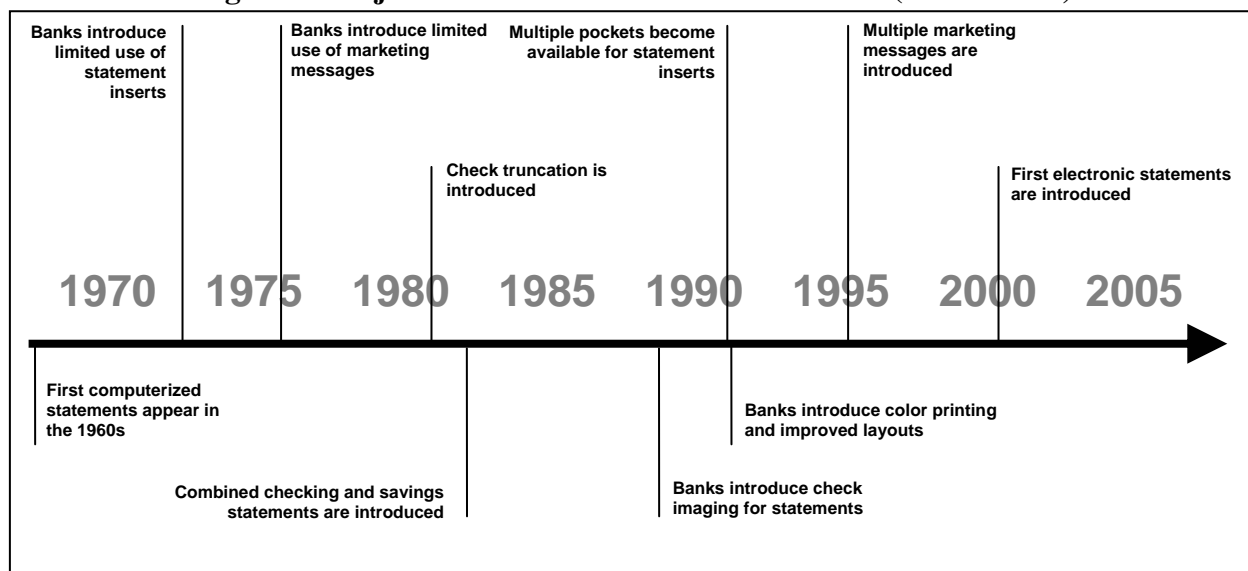 Banks introduce
limited use of
statement
inserts
Banks introduce limited
use of marketing
messages
Multiple pockets become
available for statement
inserts
Multiple marketing
messages are
introduced
Check truncation is
introduced
First electronic statements
are introduced
1970 1975 1980 1985 1990 1995 2000 2005
First computerized
statements appear in
the 1960s
Banks introduce color printing
and improved layouts
Combined checking and savings
statements are introduced
Banks introduce check
imaging for statements